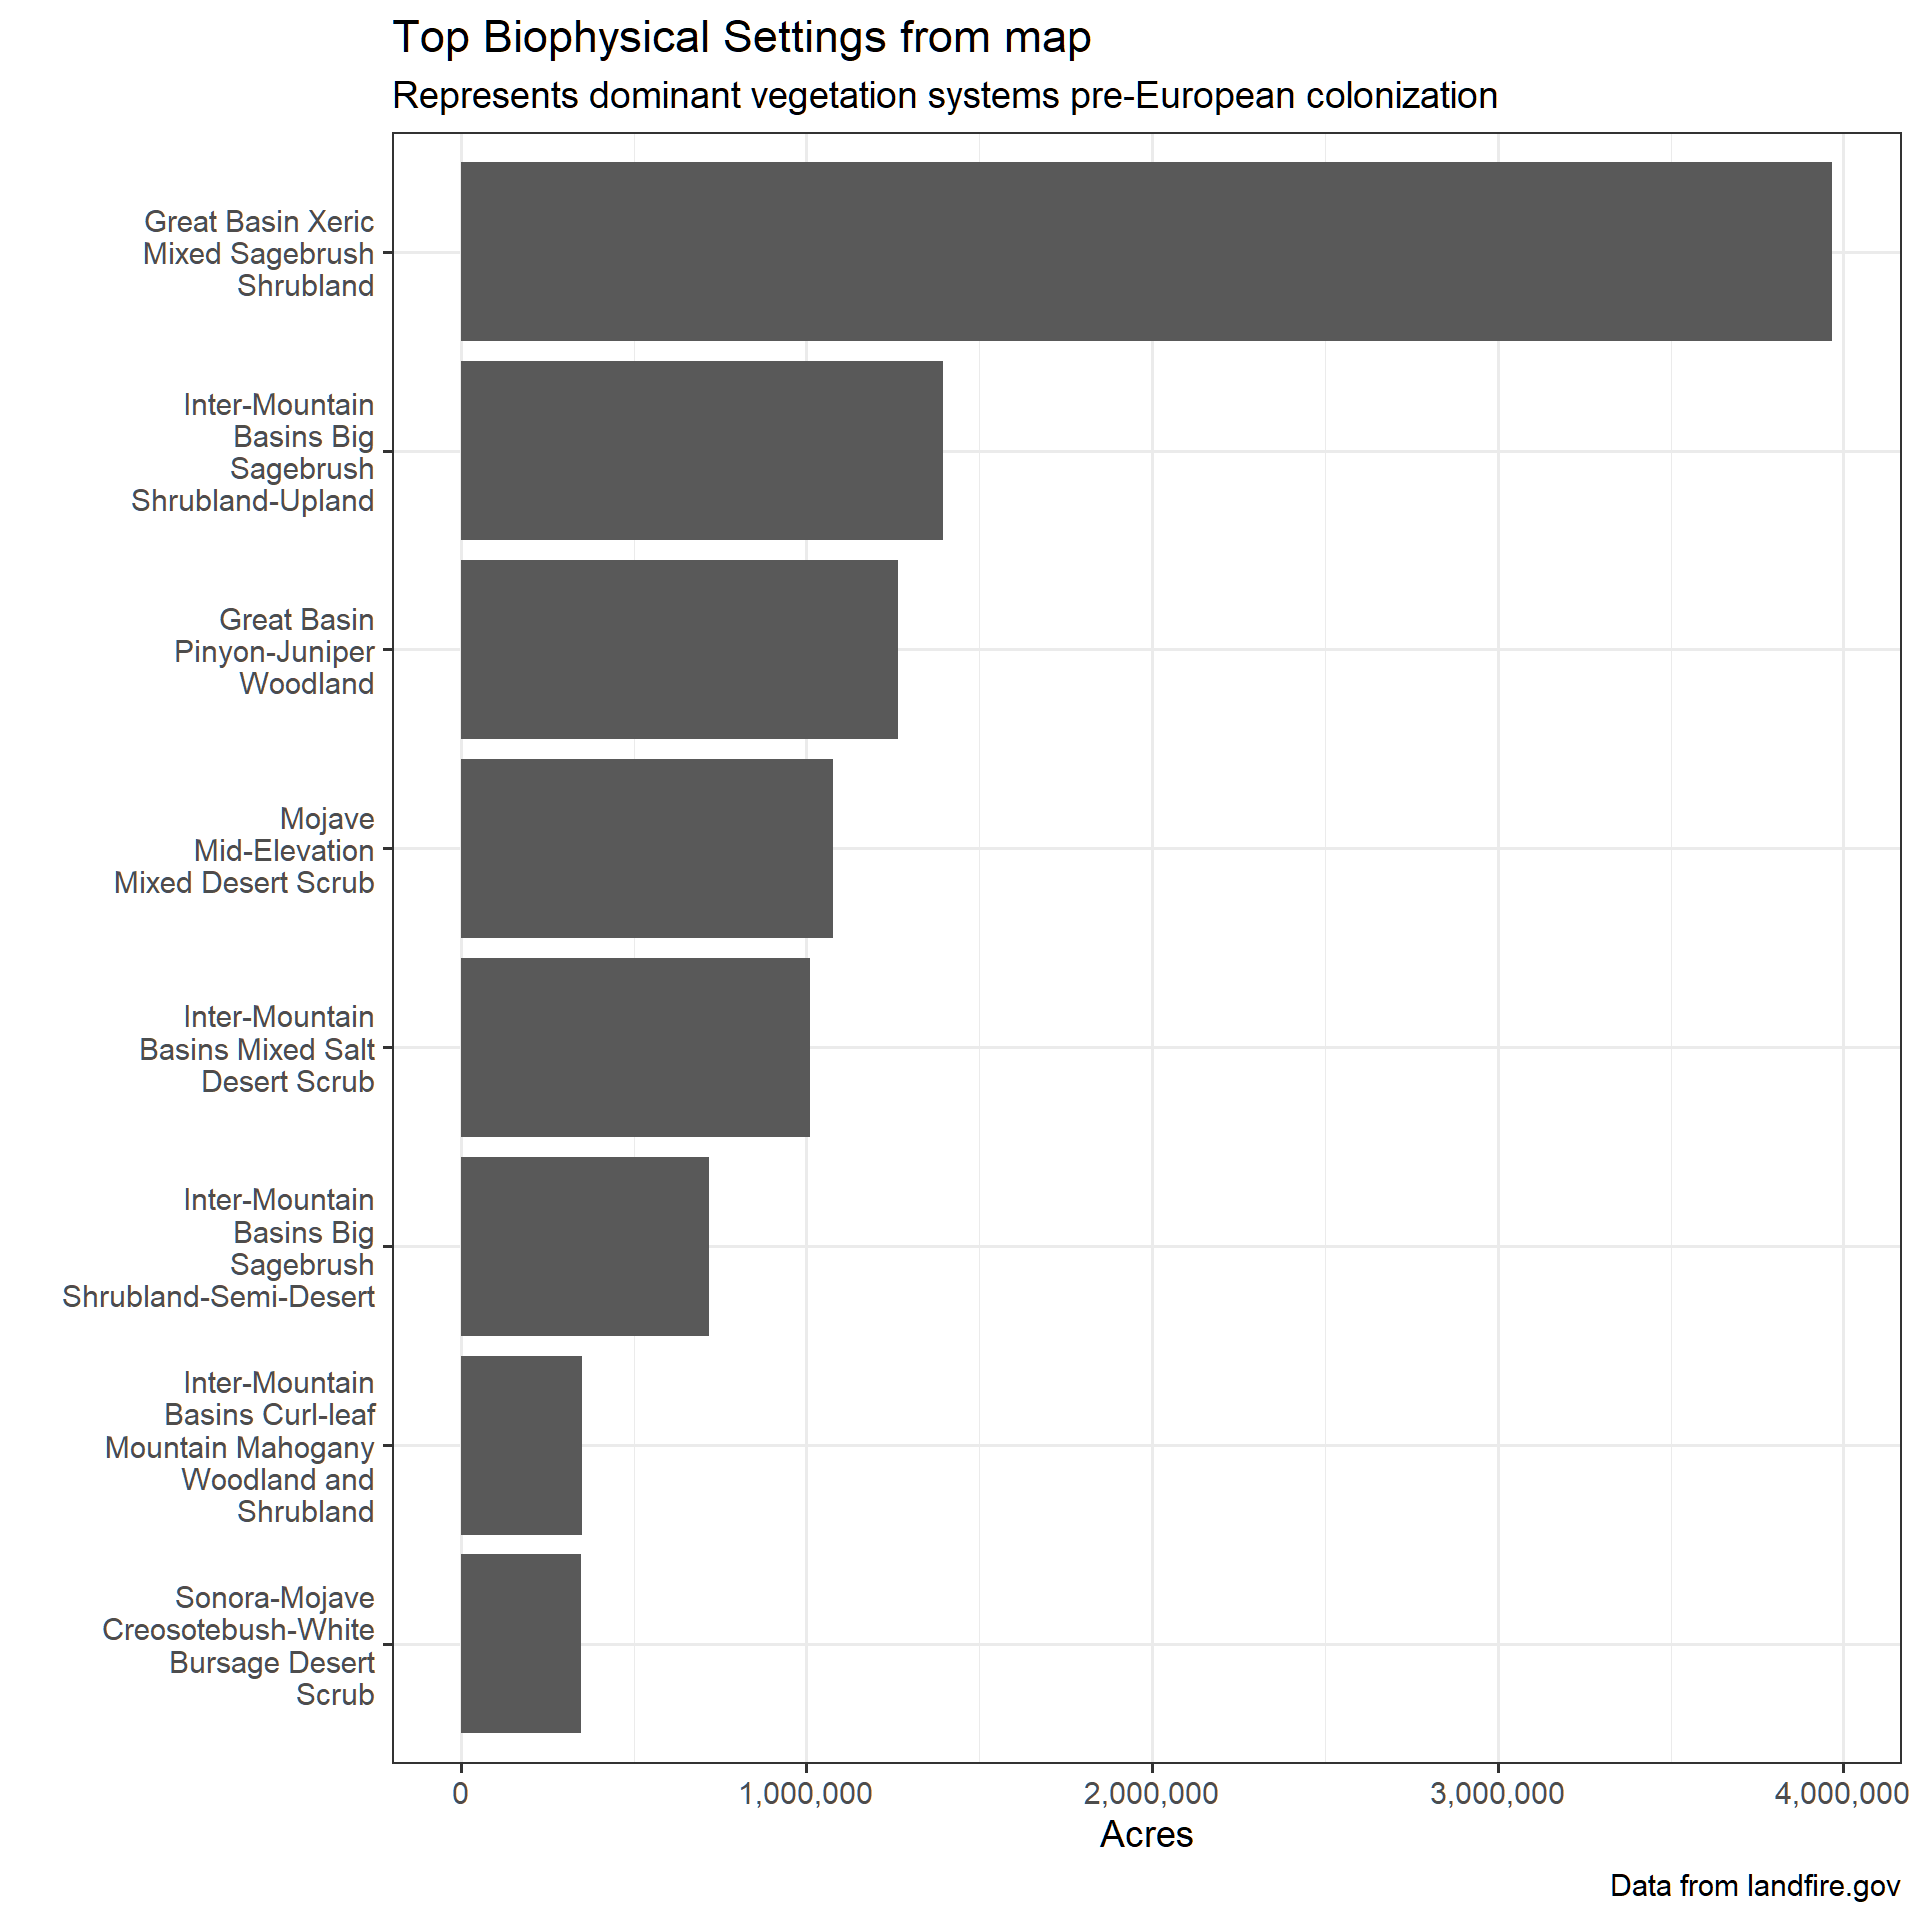 Top Biophysical Settings from map
Represents dominant vegetation systems pre-European colonization
Great Basin Xeric
Mixed Sagebrush
Shrubland
Inter-Mountain
Basins Big
Sagebrush
Shrubland-Upland
Great Basin
Pinyon-Juniper
Woodland
Mojave
Mid-Elevation
Mixed Desert Scrub
Inter-Mountain
Basins Mixed Salt
Desert Scrub
Inter-Mountain
Basins Big
Sagebrush
Shrubland-Semi-Desert
Inter-Mountain
Basins Curl-leaf
Mountain Mahogany
Woodland and
Shrubland
Sonora-Mojave
Creosotebush-White
Bursage Desert
Scrub
0 1,000,000 2,000,000 3,000,000 4,000,000
Acres
Data from landfire.gov